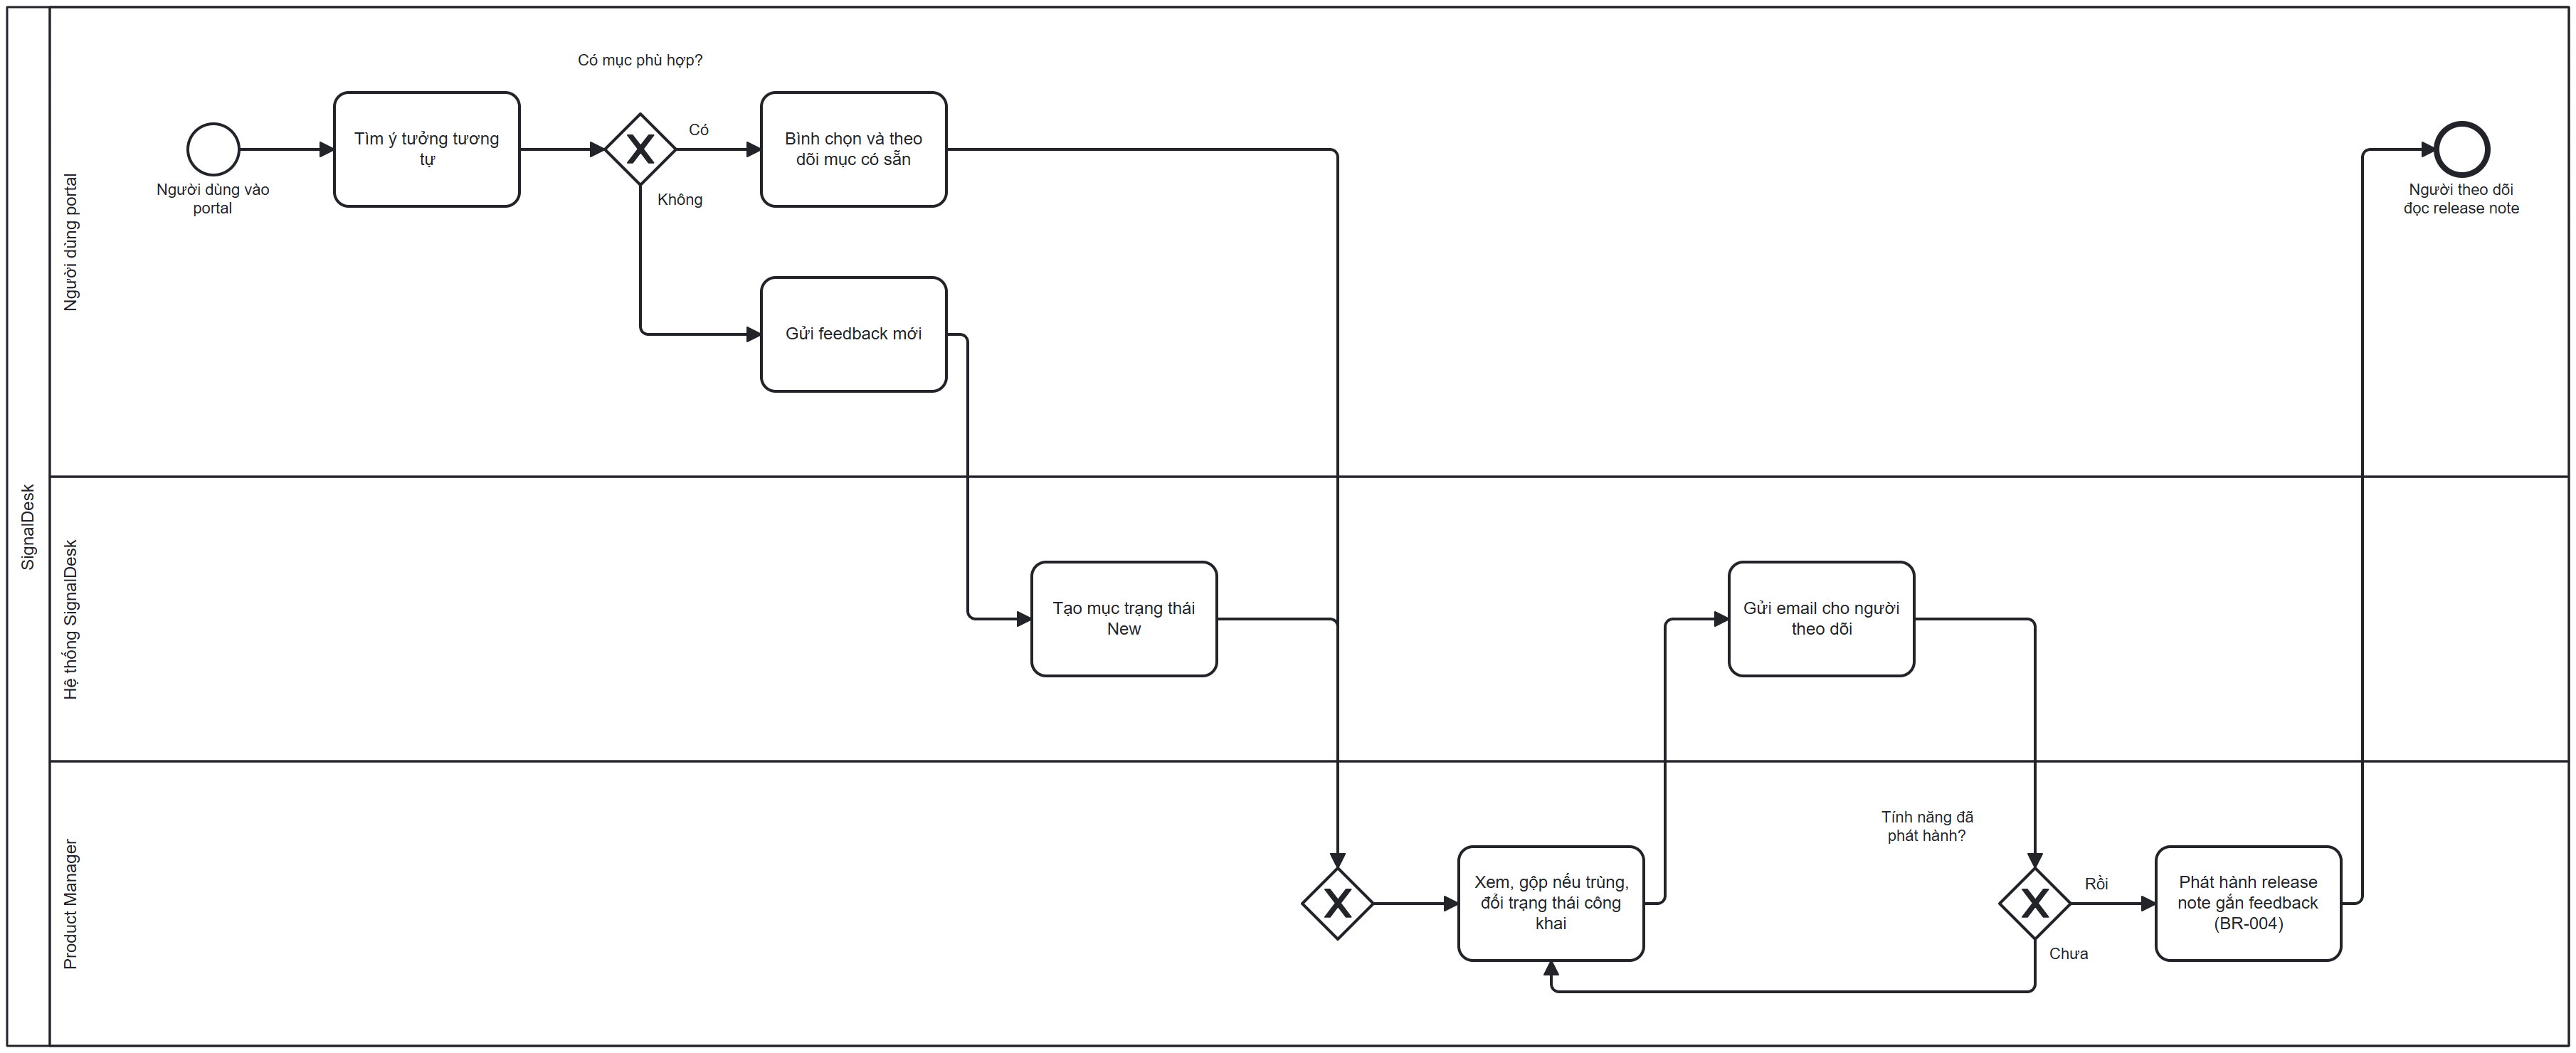 SignalDesk
Người dùng portal
Có mục phù hợp?
Người dùng vào
portal
Tìm ý tưởng tương
tự
X
Có
Không
Bình chọn và theo
dõi mục có sẵn
Gửi feedback mới
Người theo dõi
đọc release note
Hệ thống SignalDesk
Tạo mục trạng thái
New
Gửi email cho người
theo dõi
Product Manager
X
Xem, gộp nếu trùng,
đổi trạng thái công
khai
Tính năng đã
phát hành?
X
Rồi
Chưa
Phát hành release
note gắn feedback
(BR-004)